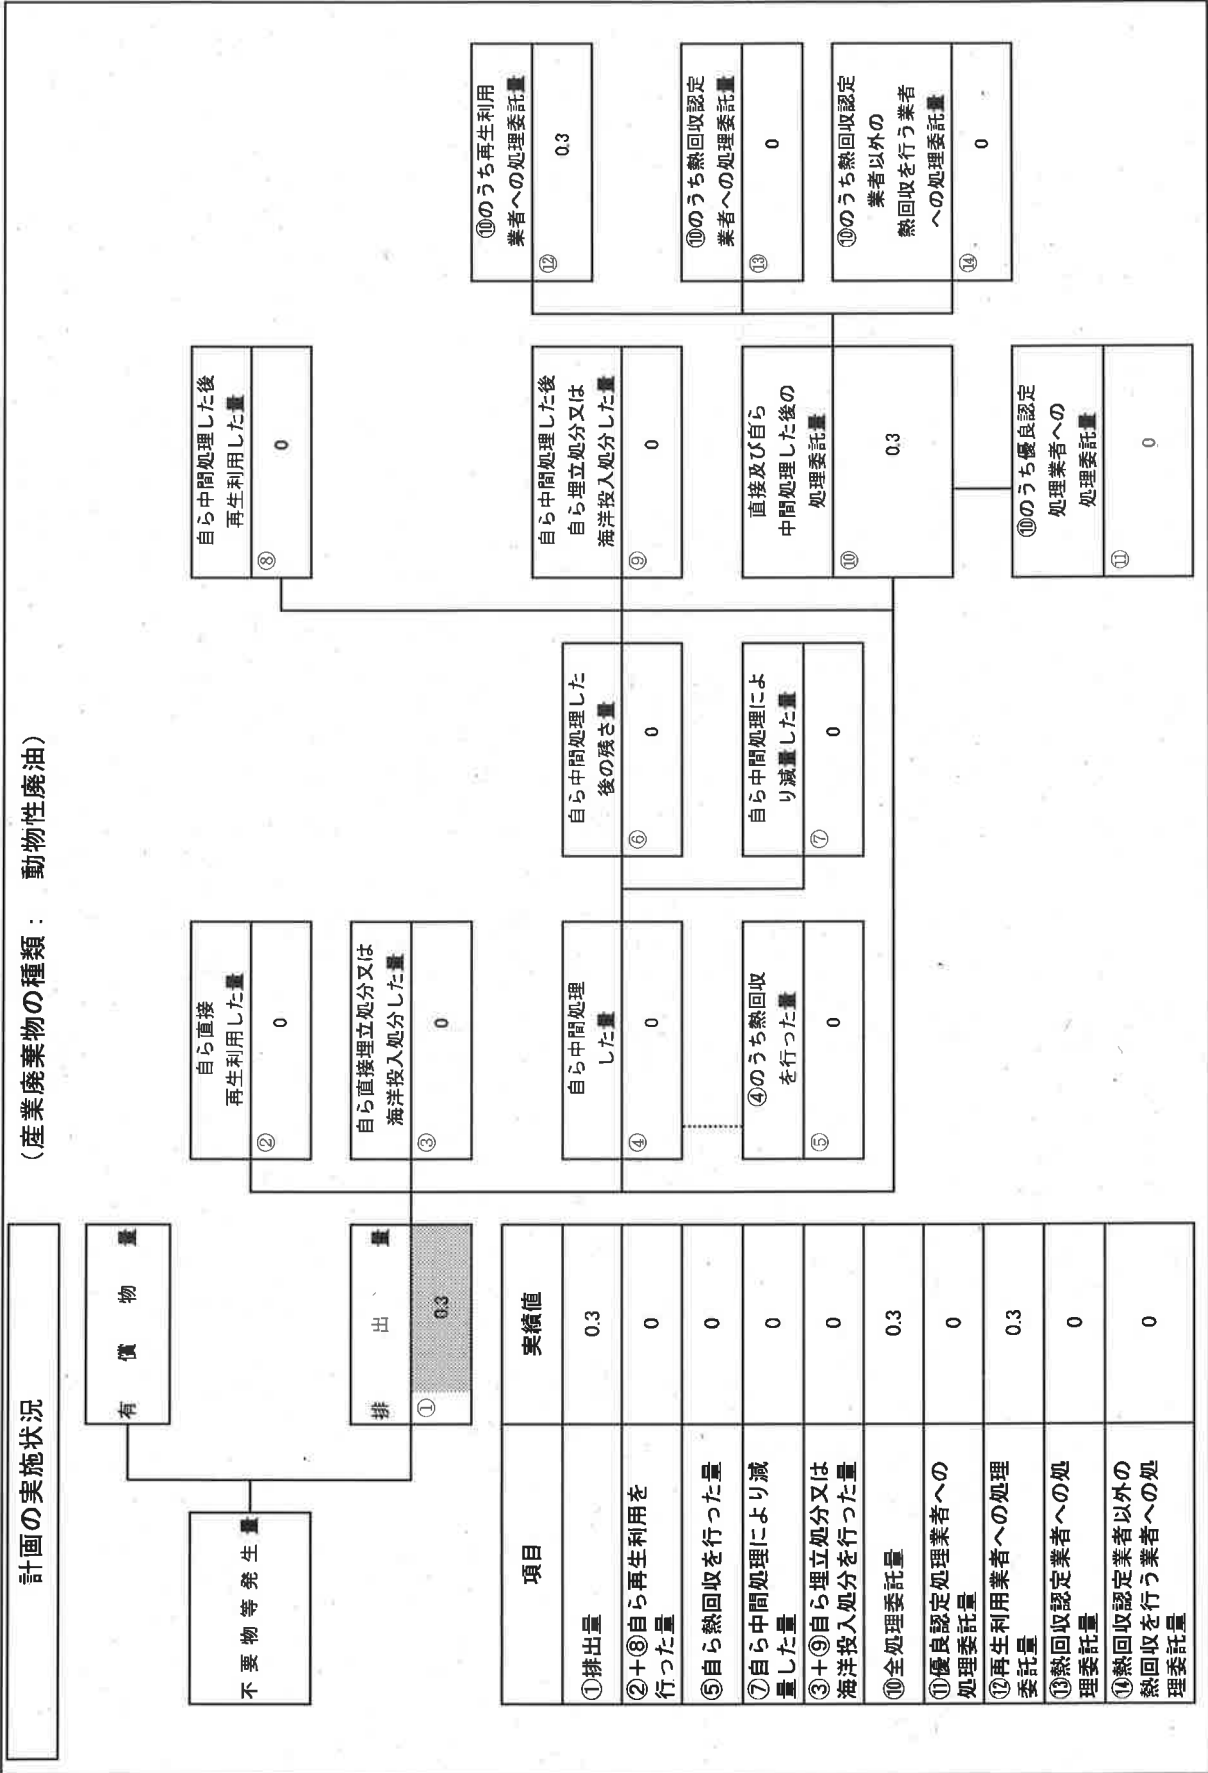 計画の実施状況
（産業廃棄物の種類： 動物性廃油）
不要物等発生量
有償物量
排出量
① 0.3
自ら直接
再生利用した量
② 0
自ら直接埋立処分又は
海洋投入処分した量
③ 0
自ら中間処理
した量
④ 0
④のうち熱回収
を行った量
⑤ 0
自ら中間処理した
後の残さ量
⑥ 0
自ら中間処理によ
り減量した量
⑦ 0
自ら中間処理した後
再生利用した量
⑧ 0
自ら中間処理した後
自ら埋立処分又は
海洋投入処分した量
⑨ 0
直接及び自ら
中間処理した後の
処理委託量
⑩ 0.3
⑩のうち優良認定
処理業者への
処理委託量
⑪ 0
⑩のうち再生利用
業者への処理委託量
⑫ 0.3
⑩のうち熱回収認定
業者への処理委託量
⑬ 0
⑩のうち熱回収認定
業者以外の
熱回収を行う業者
への処理委託量
⑭ 0
項目 実績値
①排出量 0.3
②＋⑧自ら再生利用を
行った量 0
⑤自ら熱回収を行った量 0
⑦自ら中間処理により減
量した量 0
③＋⑨自ら埋立処分又は
海洋投入処分を行った量 0
⑩全処理委託量 0.3
⑪優良認定処理業者への
処理委託量 0
⑫再生利用業者への処理
委託量 0.3
⑬熱回収認定業者への処
理委託量 0
⑭熱回収認定業者以外の
熱回収を行う業者への処
理委託量 0